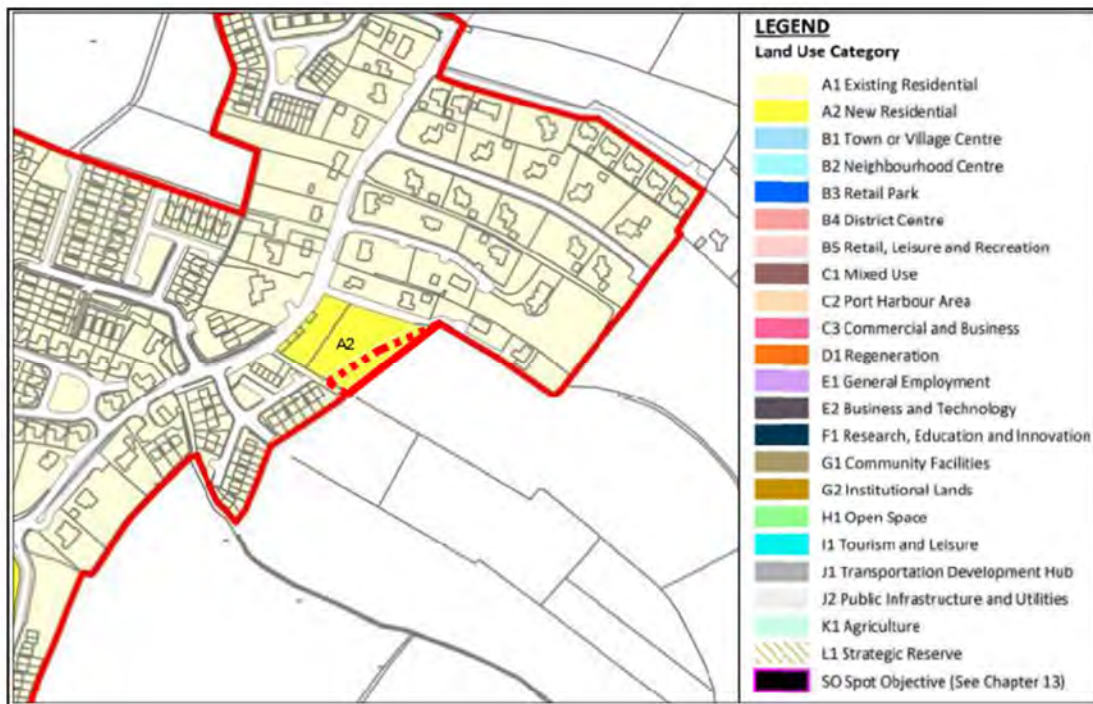 A2
LEGEND
Land Use Category
A1 Existing Residential
A2 New Residential
B1 Town or Village Centre
B2 Neighbourhood Centre
B3 Retail Park
B4 District Centre
B5 Retail, Leisure and Recreation
C1 Mixed Use
C2 Port Harbour Area
C3 Commercial and Business
D1 Regeneration
E1 General Employment
E2 Business and Technology
F1 Research, Education and Innovation
G1 Community Facilities
G2 Institutional Lands
H1 Open Space
I1 Tourism and Leisure
J1 Transportation Development Hub
J2 Public Infrastructure and Utilities
K1 Agriculture
L1 Strategic Reserve
SO Spot Objective (See Chapter 13)